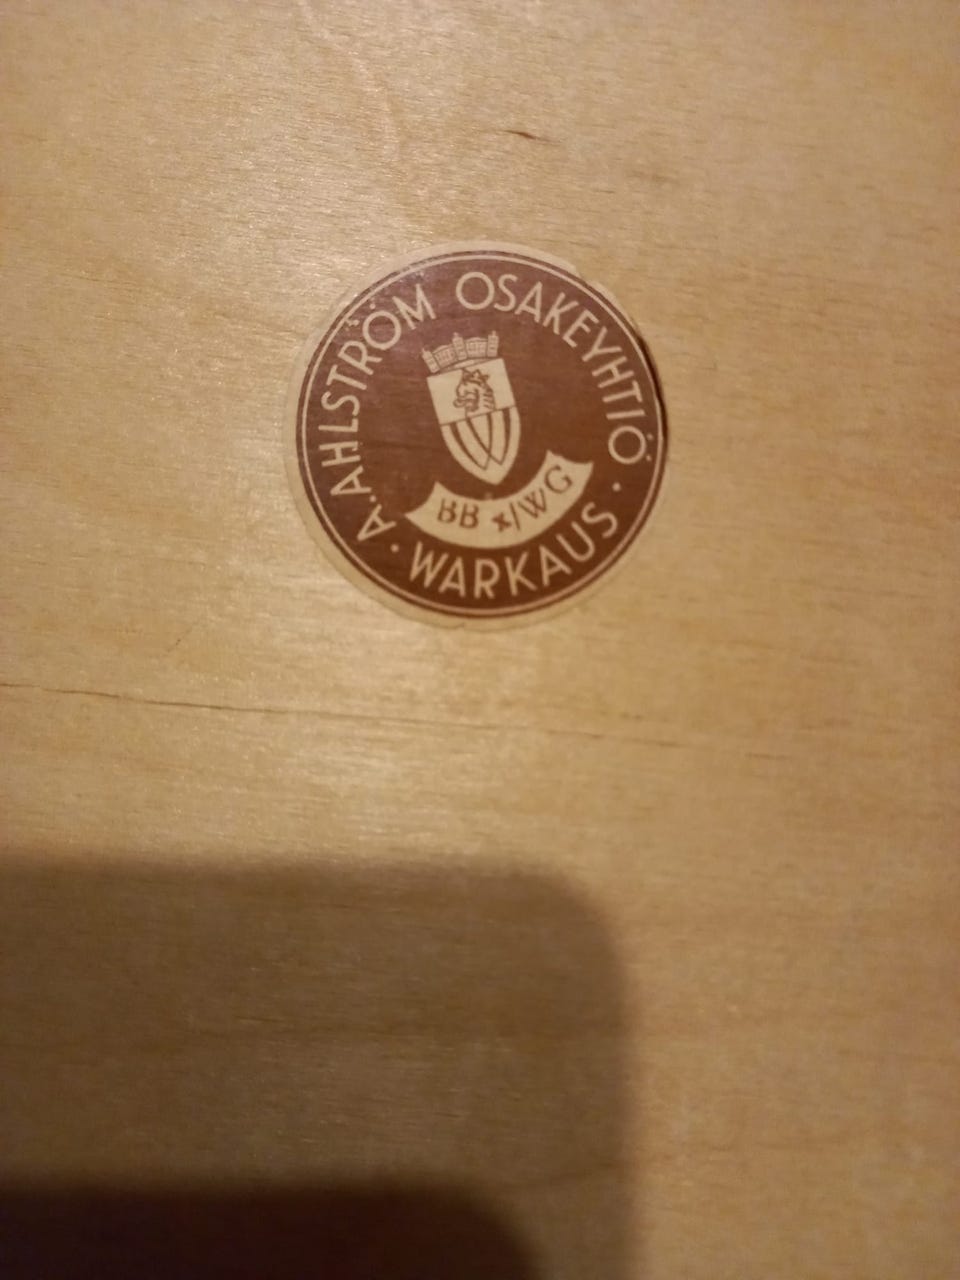 A. AHLSTRÖM OSAKEYHTIÖ
BB x/WG
· WARKAUS ·